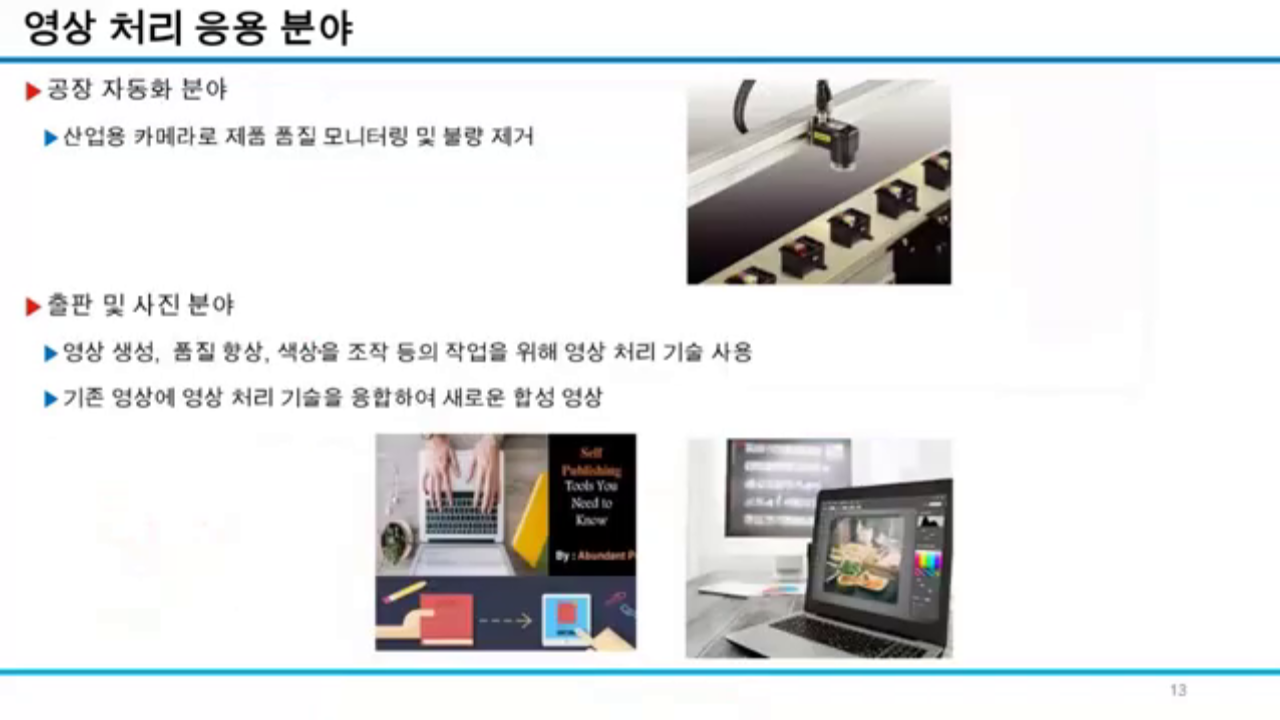 영상 처리 응용 분야
공장 자동화 분야
산업용 카메라로 제품 품질 모니터링 및 불량 제거
출판 및 사진 분야
영상 생성, 품질 향상, 색상을 조작 등의 작업을 위해 영상 처리 기술 사용
기존 영상에 영상 처리 기술을 융합하여 새로운 합성 영상
Self
Publishing
Tools You
Need to
Know
By : Abundant P
13